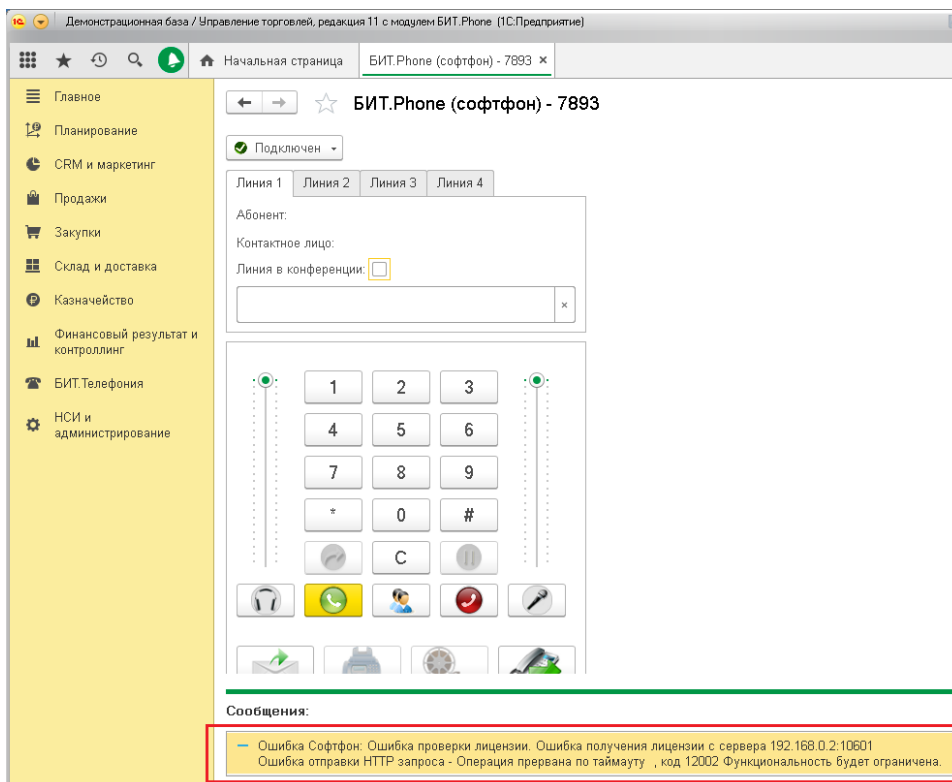 Демонстрационная база / Управление торговлей, редакция 11 с модулем БИТ.Phone (1С:Предприятие)
Начальная страница
БИТ.Phone (софтфон) - 7893 ×
Главное
Планирование
CRM и маркетинг
Продажи
Закупки
Склад и доставка
Казначейство
Финансовый результат и
контроллинг
БИТ.Телефония
НСИ и
администрирование
БИТ.Phone (софтфон) - 7893
Подключен
Линия 1 Линия 2 Линия 3 Линия 4
Абонент:
Контактное лицо:
Линия в конференции:
×
1 2 3
4 5 6
7 8 9
* 0 #
C
Сообщения:
Ошибка Софтфон: Ошибка проверки лицензии. Ошибка получения лицензии с сервера 192.168.0.2:10601
Ошибка отправки HTTP запроса - Операция прервана по таймауту , код 12002 Функциональность будет ограничена.